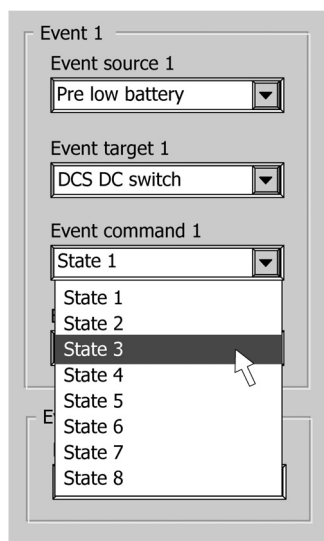 Event 1
Event source 1
Pre low battery
Event target 1
DCS DC switch
Event command 1
State 1
State 1
State 2
State 3
State 4
State 5
State 6
State 7
State 8